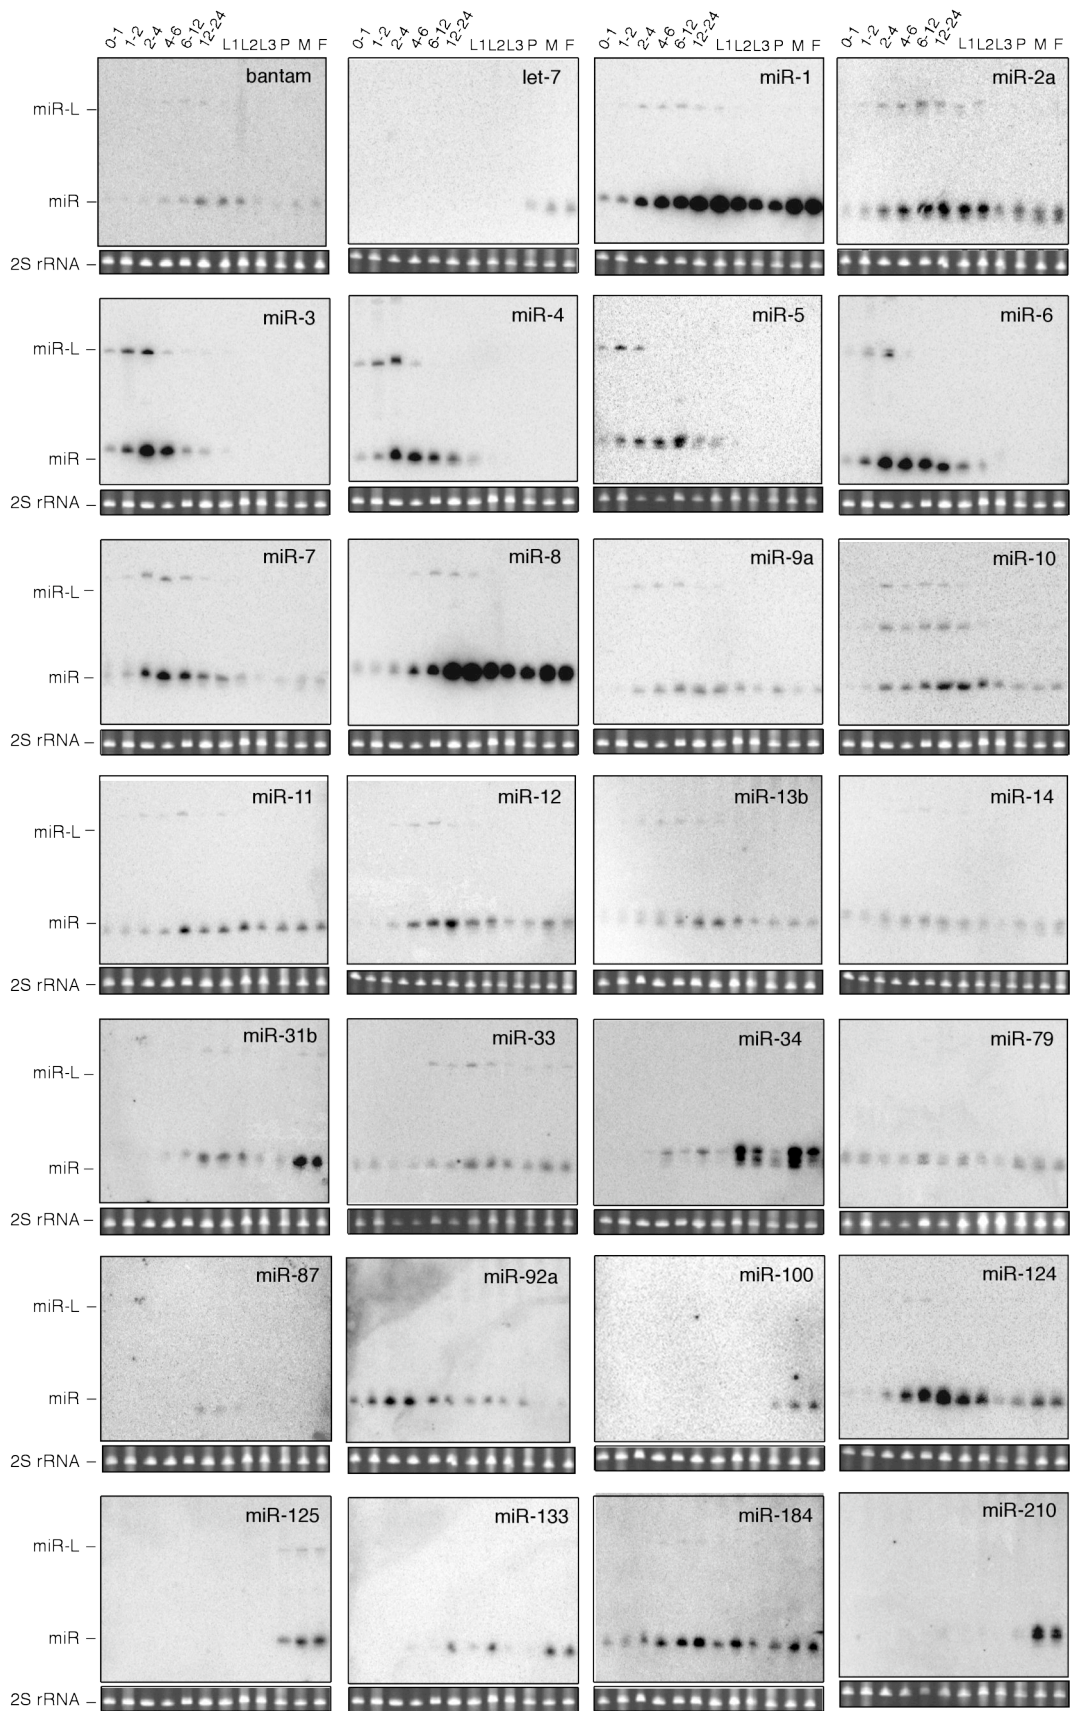 0-1 1-2 2-4 4-6 6-12 12-24 L1 L2 L3 P M F 0-1 1-2 2-4 4-6 6-12 12-24 L1 L2 L3 P M F 0-1 1-2 2-4 4-6 6-12 12-24 L1 L2 L3 P M F 0-1 1-2 2-4 4-6 6-12 12-24 L1 L2 L3 P M F
bantam let-7 miR-1 miR-2a
miR-L
miR
2S rRNA
miR-3 miR-4 miR-5 miR-6
miR-L
miR
2S rRNA
miR-7 miR-8 miR-9a miR-10
miR-L
miR
2S rRNA
miR-11 miR-12 miR-13b miR-14
miR-L
miR
2S rRNA
miR-31b miR-33 miR-34 miR-79
miR-L
miR
2S rRNA
miR-87 miR-92a miR-100 miR-124
miR-L
miR
2S rRNA
miR-125 miR-133 miR-184 miR-210
miR-L
miR
2S rRNA